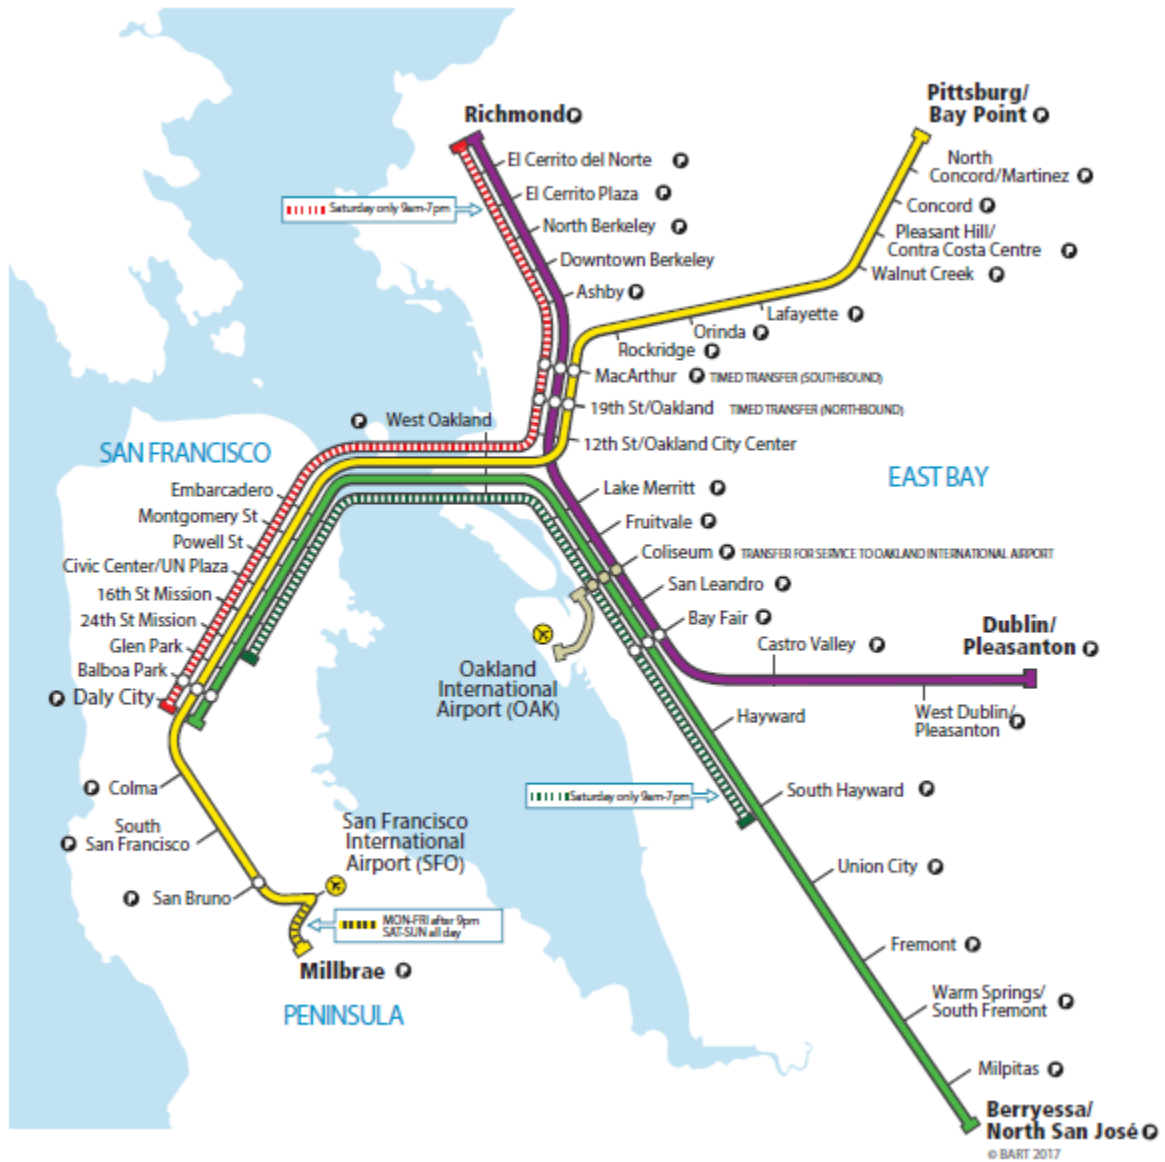 Richmond P
El Cerrito del Norte P
El Cerrito Plaza P
Saturday only 9am-7pm
North Berkeley P
Downtown Berkeley
Ashby P
Pittsburg/
Bay Point P
North
Concord/Martinez P
Concord P
Pleasant Hill/
Contra Costa Centre P
Walnut Creek P
Lafayette P
Orinda P
Rockridge P
MacArthur P TIMED TRANSFER (SOUTHBOUND)
19th St/Oakland TIMED TRANSFER (NORTHBOUND)
P West Oakland
12th St/Oakland City Center
SAN FRANCISCO
EAST BAY
Embarcadero
Montgomery St
Powell St
Civic Center/UN Plaza
16th St Mission
24th St Mission
Glen Park
Balboa Park
P Daly City
Lake Merritt P
Fruitvale P
Coliseum P TRANSFER FOR SERVICE TO OAKLAND INTERNATIONAL AIRPORT
San Leandro P
Bay Fair P
Castro Valley P
Dublin/
Pleasanton P
West Dublin/
Pleasanton P
Oakland
International
Airport (OAK)
Hayward
Saturday only 9am-7pm
South Hayward P
Union City P
Fremont P
Warm Springs/
South Fremont P
Milpitas P
Berryessa/
North San José P
© BART 2017
P Colma
South
P San Francisco
San Francisco
International
Airport (SFO)
P San Bruno
MON-FRI after 9pm
SAT-SUN all day
Millbrae P
PENINSULA